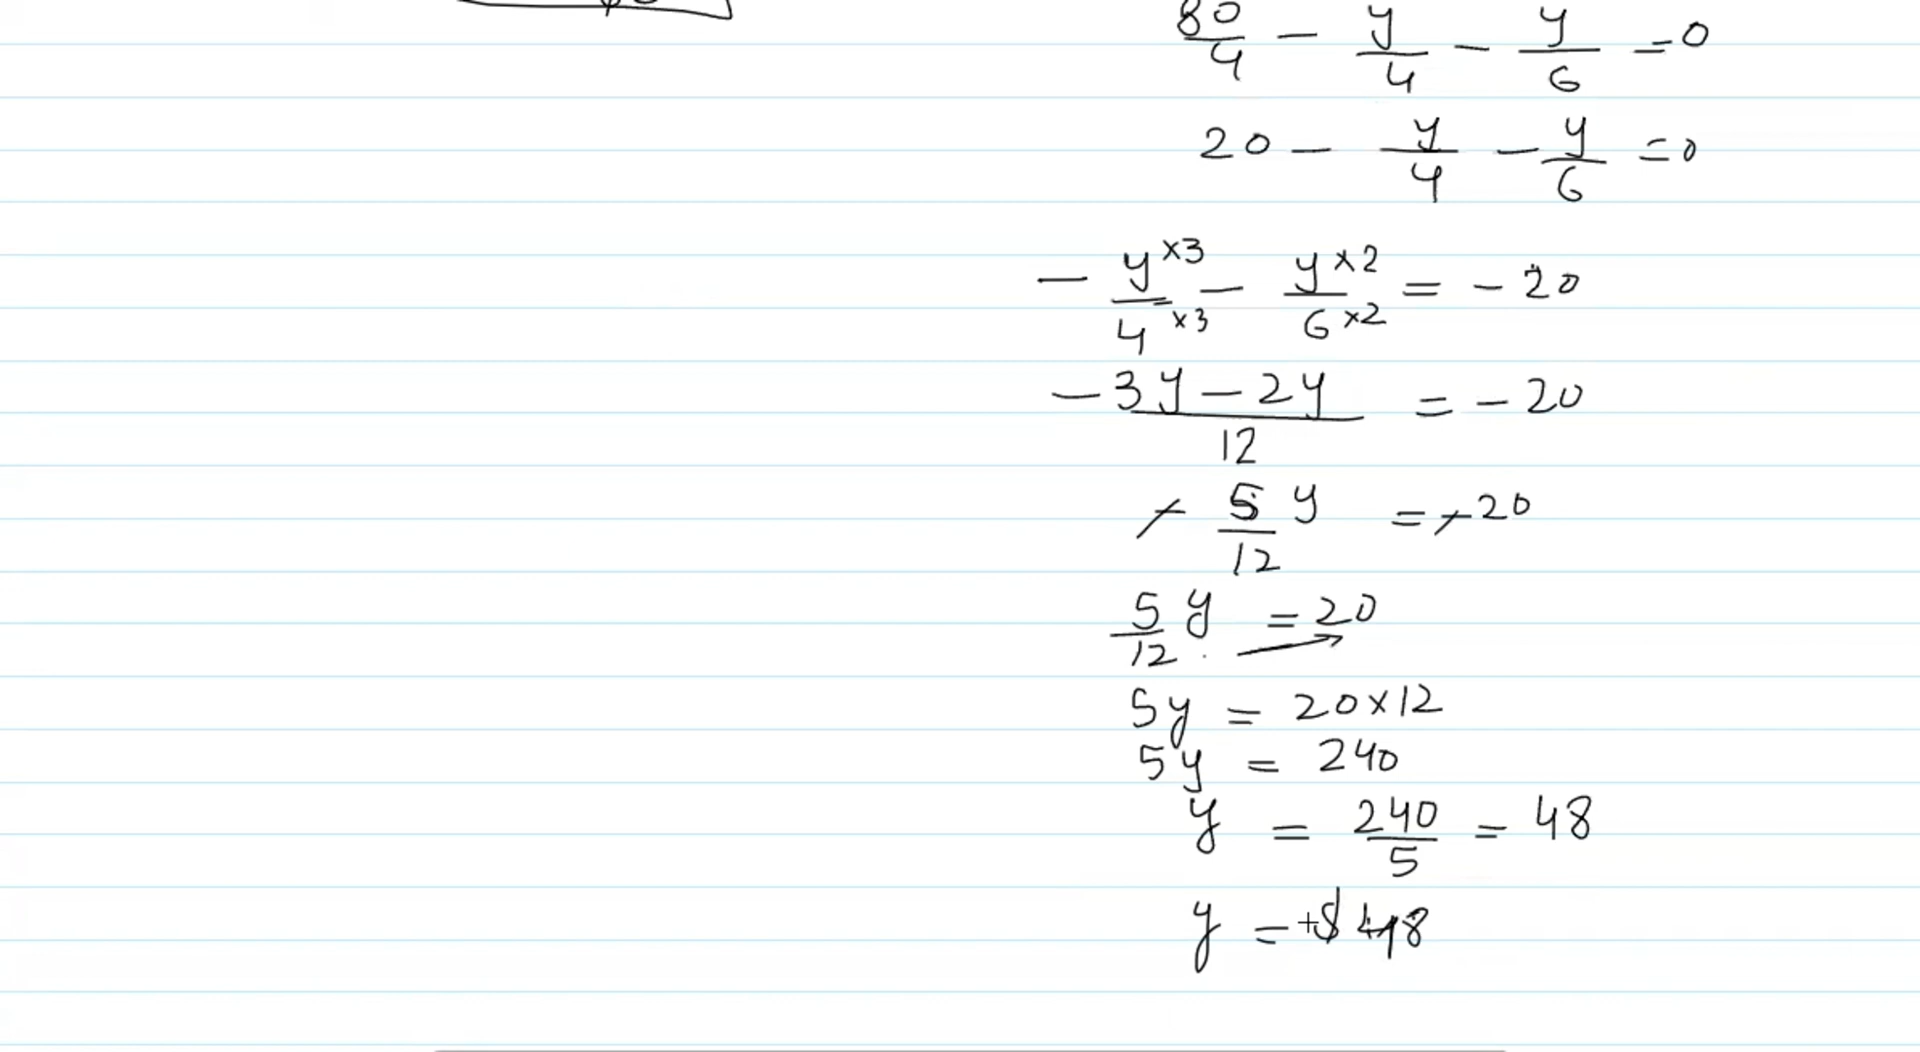 80/4 - y/4 - y/6 = 0
20 - y/4 - y/6 = 0
- y×3/4×3 - y×2/6×2 = - 20
- 3y - 2y/12 = - 20
- 5/12 y = - 20
5/12 y = 20
5y = 20×12
5y = 240
y = 240/5 = 48
y = $ 48